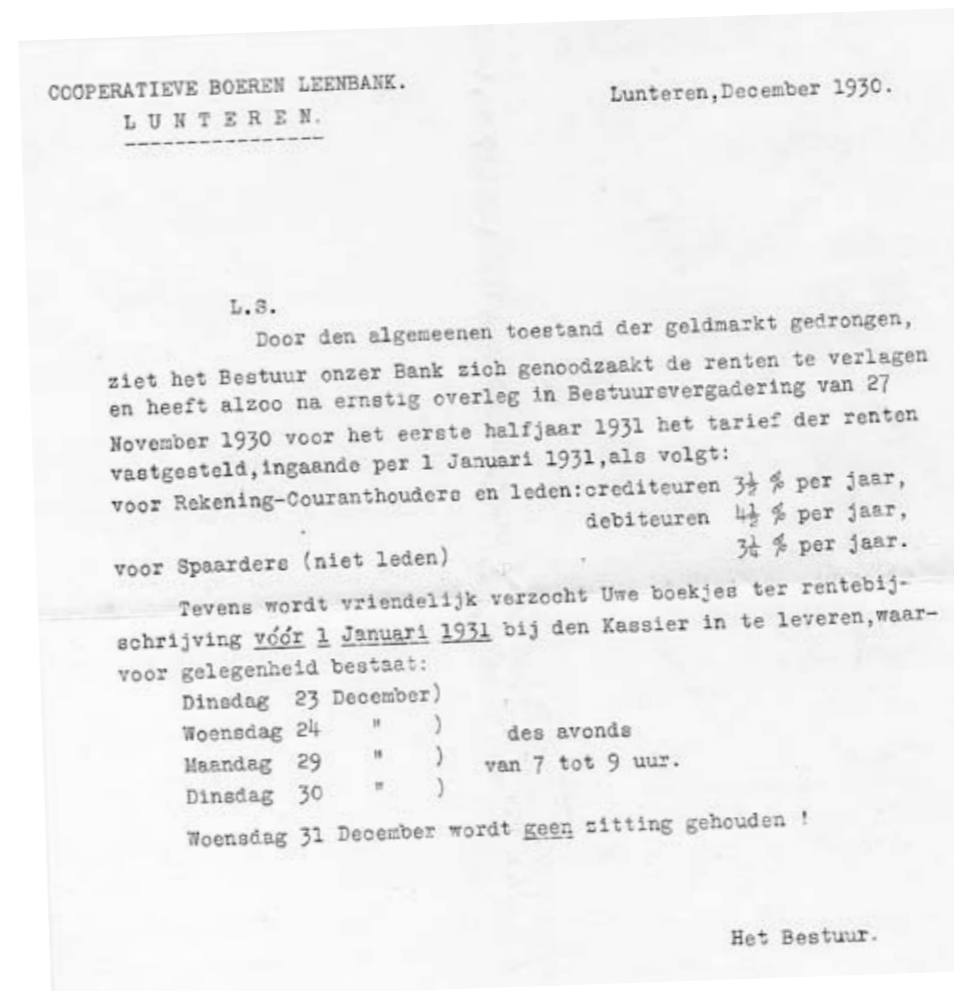 COOPERATIEVE BOEREN LEENBANK.
L U N T E R E N.
Lunteren,December 1930.
L.S.
Door den algemeenen toestand der geldmarkt gedrongen,
ziet het Bestuur onzer Bank zich genoodzaakt de renten te verlagen
en heeft alzoo na ernstig overleg in Bestuursvergadering van 27
November 1930 voor het eerste halfjaar 1931 het tarief der renten
vastgesteld,ingaande per 1 Januari 1931,als volgt:
voor Rekening-Couranthouders en leden:crediteuren 3½ % per jaar,
debiteuren 4½ % per jaar,
voor Spaarders (niet leden) 3¼ % per jaar.
Tevens wordt vriendelijk verzocht Uwe boekjes ter rentebij-
schrijving vóór 1 Januari 1931 bij den Kassier in te leveren,waar-
voor gelegenheid bestaat:
Dinsdag 23 December)
Woensdag 24 " ) des avonds
Maandag 29 " ) van 7 tot 9 uur.
Dinsdag 30 " )
Woensdag 31 December wordt geen zitting gehouden !
Het Bestuur.